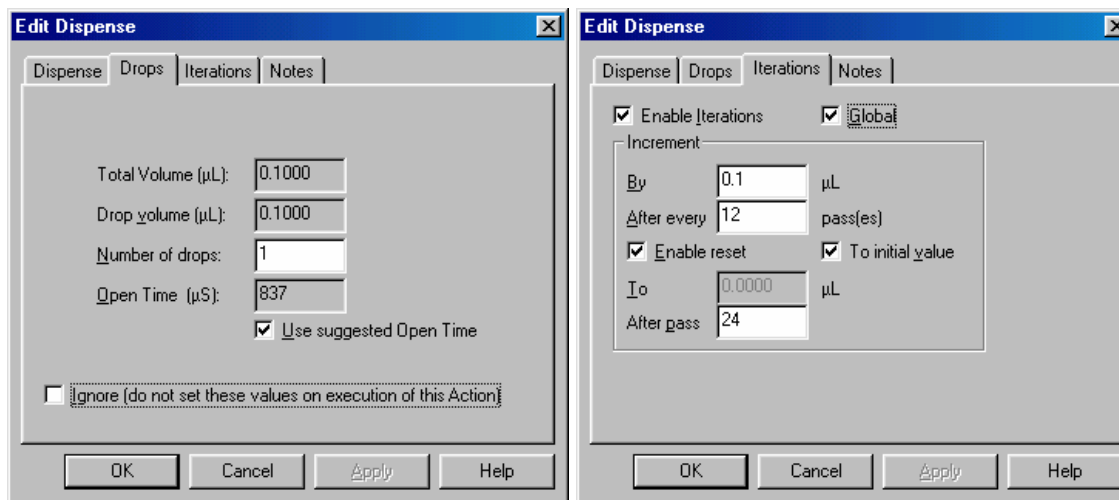 Edit Dispense
Dispense Drops Iterations Notes
Total Volume (µL): 0.1000
Drop volume (µL): 0.1000
Number of drops: 1
Open Time (µS): 837
Use suggested Open Time
Ignore (do not set these values on execution of this Action)
OK Cancel Apply Help
Edit Dispense
Dispense Drops Iterations Notes
Enable Iterations Global
Increment
By 0.1 µL
After every 12 pass(es)
Enable reset To initial value
To 0.0000 µL
After pass 24
OK Cancel Apply Help